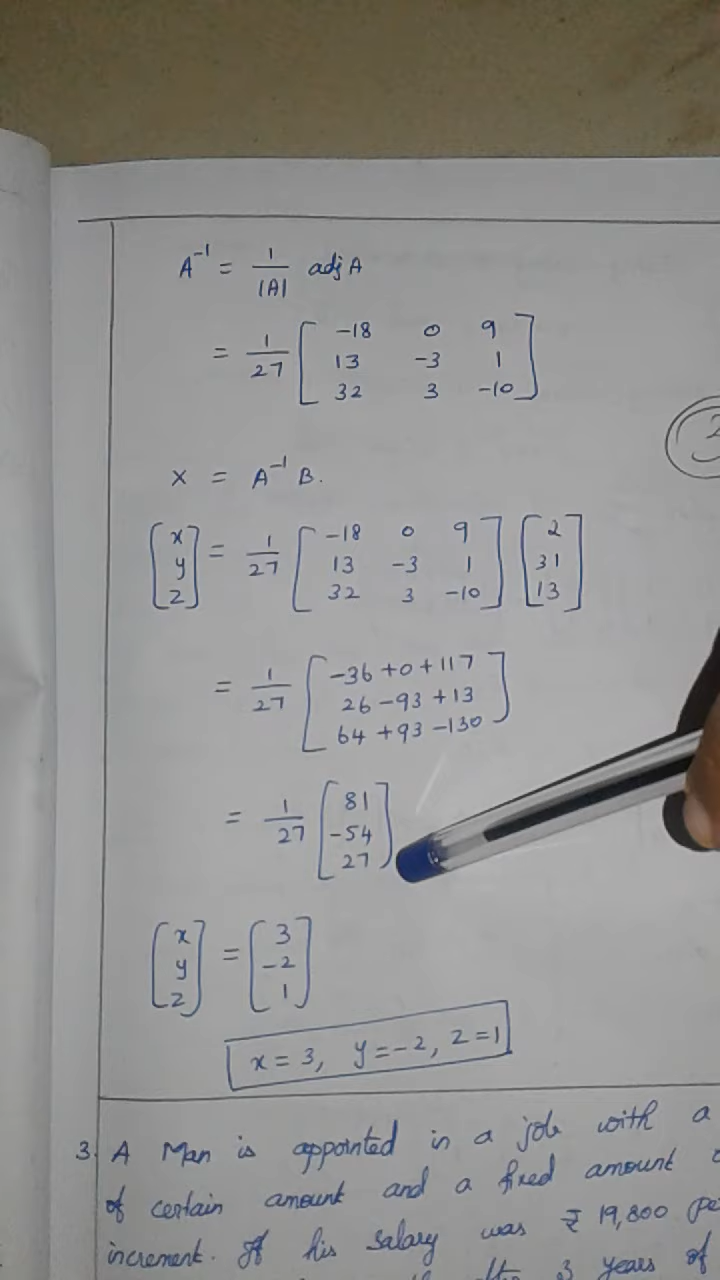 A⁻¹ = 1/|A| adj A
= 1/27 [ -18 0 9
13 -3 1
32 3 -10 ]
X = A⁻¹ B.
[ x y z ] = 1/27 [ -18 0 9
13 -3 1
32 3 -10 ] [ 2 31 13 ]
= 1/27 [ -36 + 0 + 117
26 - 93 + 13
64 + 93 - 130 ]
= 1/27 [ 81
-54
27 ]
[ x y z ] = [ 3 -2 1 ]
x = 3, y = -2, z = 1
3. A Man is appointed in a job with a
of certain amount and a fixed amount
increment. If his salary was ₹ 19,800
3 years of